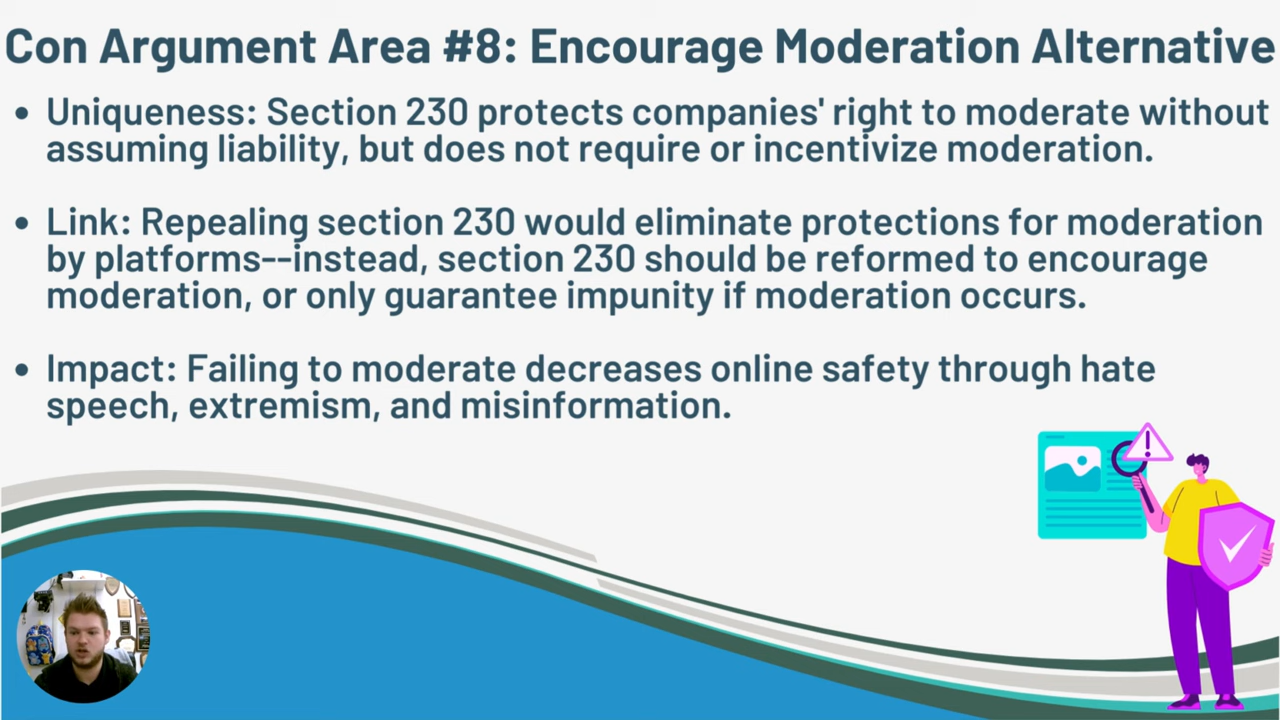 Con Argument Area #8: Encourage Moderation Alternative
• Uniqueness: Section 230 protects companies' right to moderate without
assuming liability, but does not require or incentivize moderation.
• Link: Repealing section 230 would eliminate protections for moderation
by platforms--instead, section 230 should be reformed to encourage
moderation, or only guarantee impunity if moderation occurs.
• Impact: Failing to moderate decreases online safety through hate
speech, extremism, and misinformation.